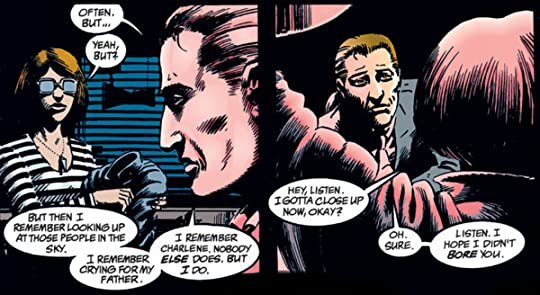 OFTEN.
BUT...
YEAH,
BUT?
BUT THEN I
REMEMBER LOOKING UP
AT THOSE PEOPLE IN THE
SKY.
I REMEMBER
CRYING FOR MY
FATHER.
I REMEMBER
CHARLENE. NOBODY
ELSE DOES. BUT
I DO.
HEY, LISTEN.
I GOTTA CLOSE UP
NOW, OKAY?
OH.
SURE.
LISTEN. I
HOPE I DIDN'T
BORE YOU.